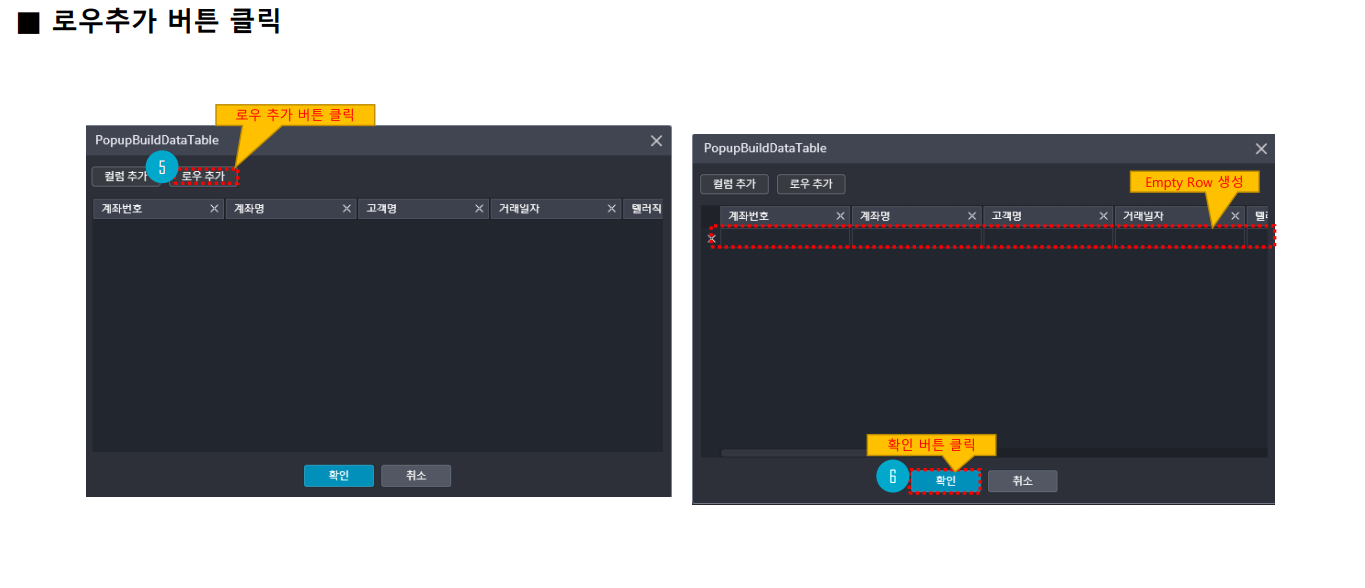 ■ 로우추가 버튼 클릭
로우 추가 버튼 클릭
PopupBuildDataTable
5
컬럼 추가 로우 추가
계좌번호 계좌명 고객명 거래일자 텔러직
확인 취소
PopupBuildDataTable
컬럼 추가 로우 추가
Empty Row 생성
계좌번호 계좌명 고객명 거래일자
확인 버튼 클릭
6 확인 취소